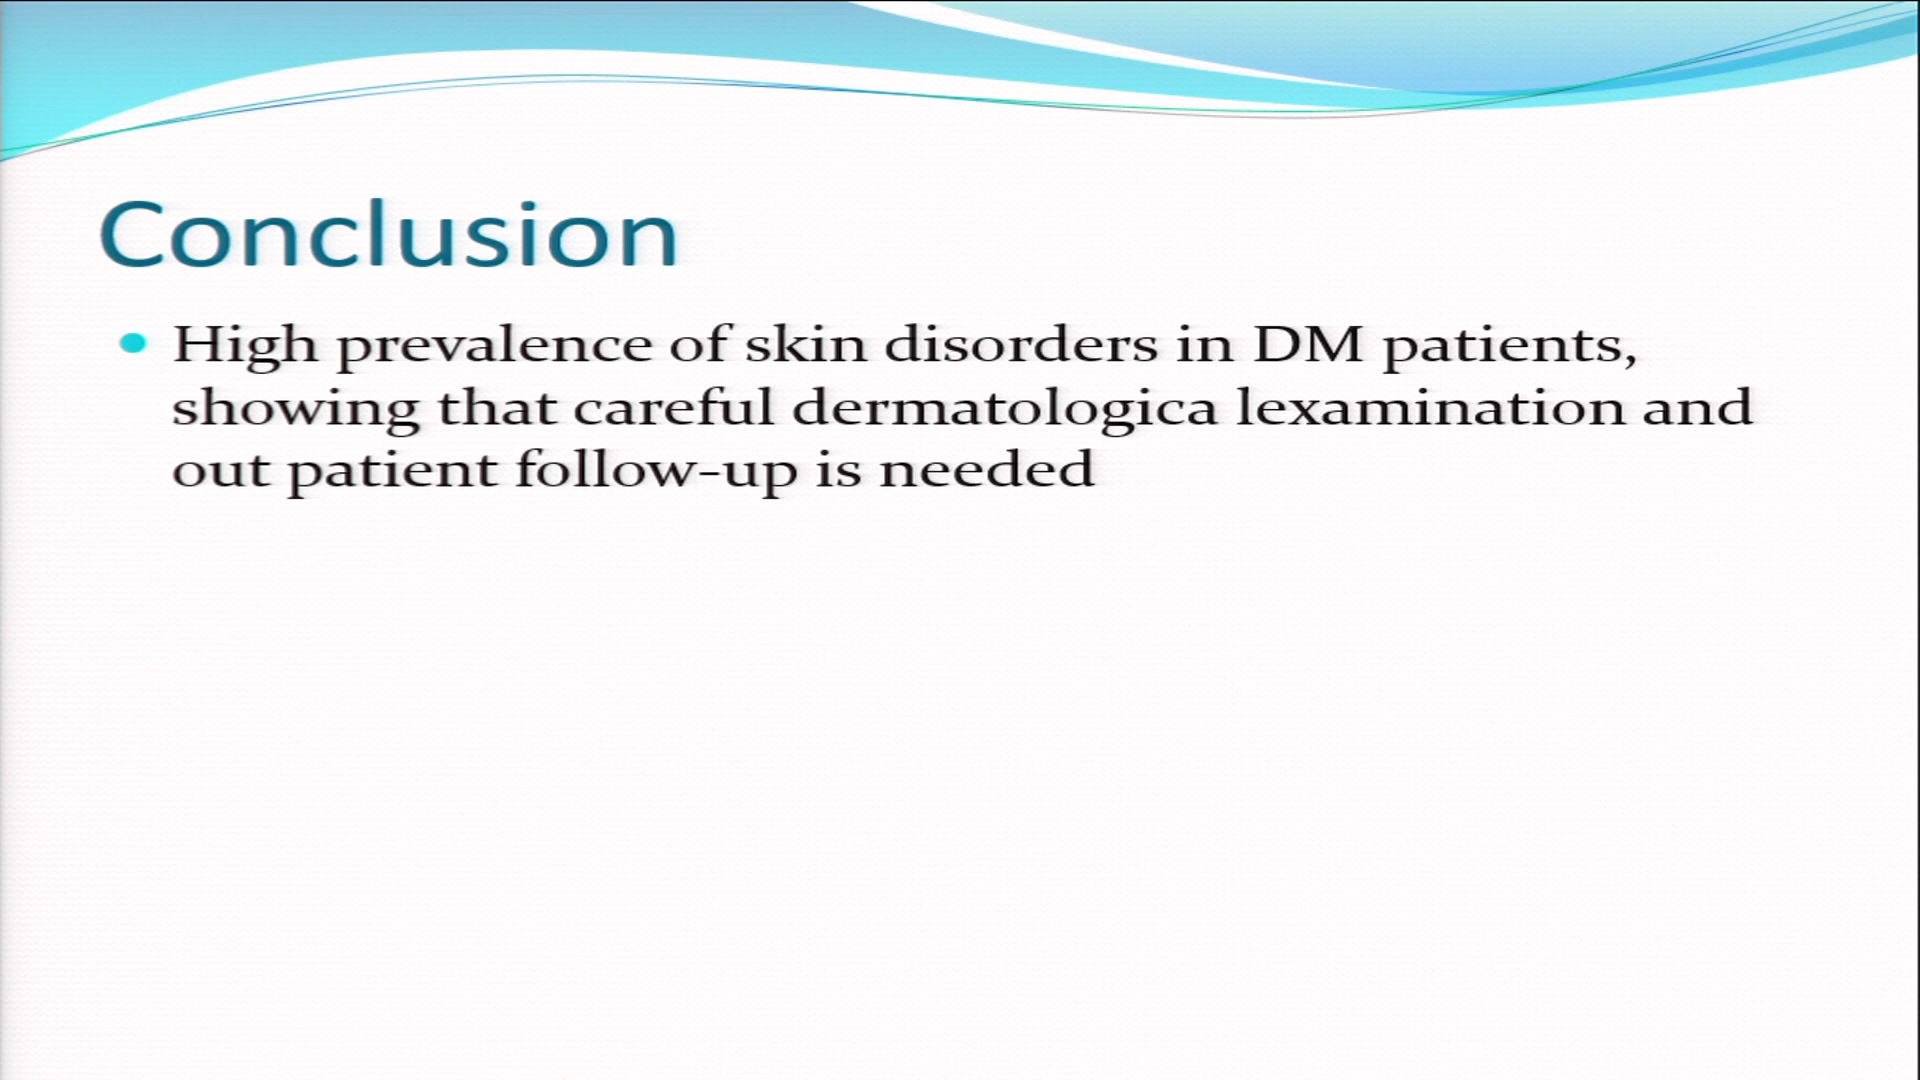 Conclusion
High prevalence of skin disorders in DM patients,
showing that careful dermatologica lexamination and
out patient follow-up is needed